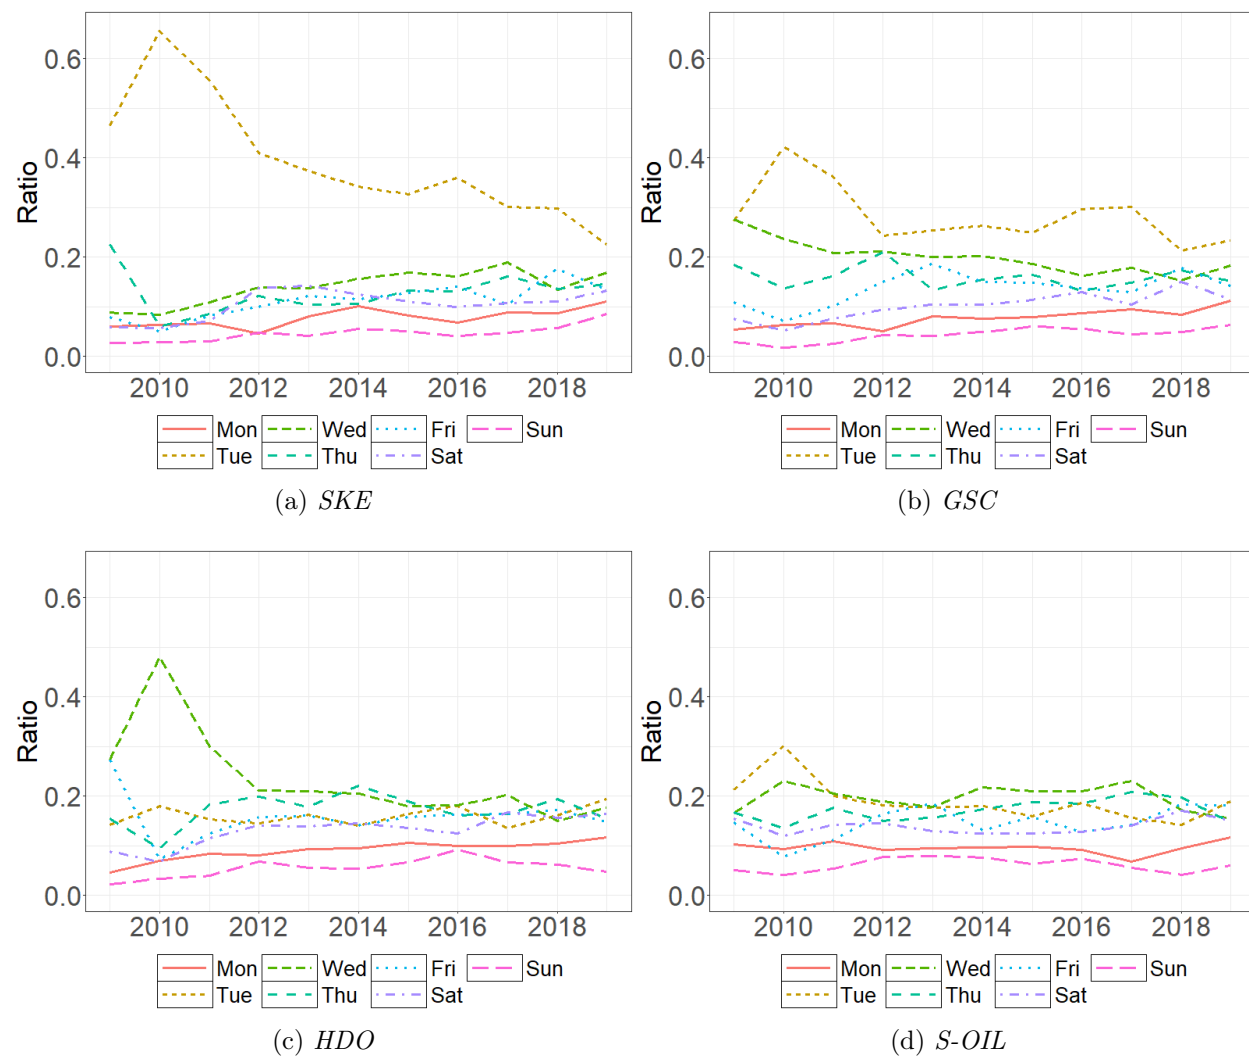 0.6
0.4
0.2
0.0
Ratio
2010 2012 2014 2016 2018
Mon Wed Fri Sun
Tue Thu Sat
(a) SKE
0.6
0.4
0.2
0.0
Ratio
2010 2012 2014 2016 2018
Mon Wed Fri Sun
Tue Thu Sat
(b) GSC
0.6
0.4
0.2
0.0
Ratio
2010 2012 2014 2016 2018
Mon Wed Fri Sun
Tue Thu Sat
(c) HDO
0.6
0.4
0.2
0.0
Ratio
2010 2012 2014 2016 2018
Mon Wed Fri Sun
Tue Thu Sat
(d) S-OIL